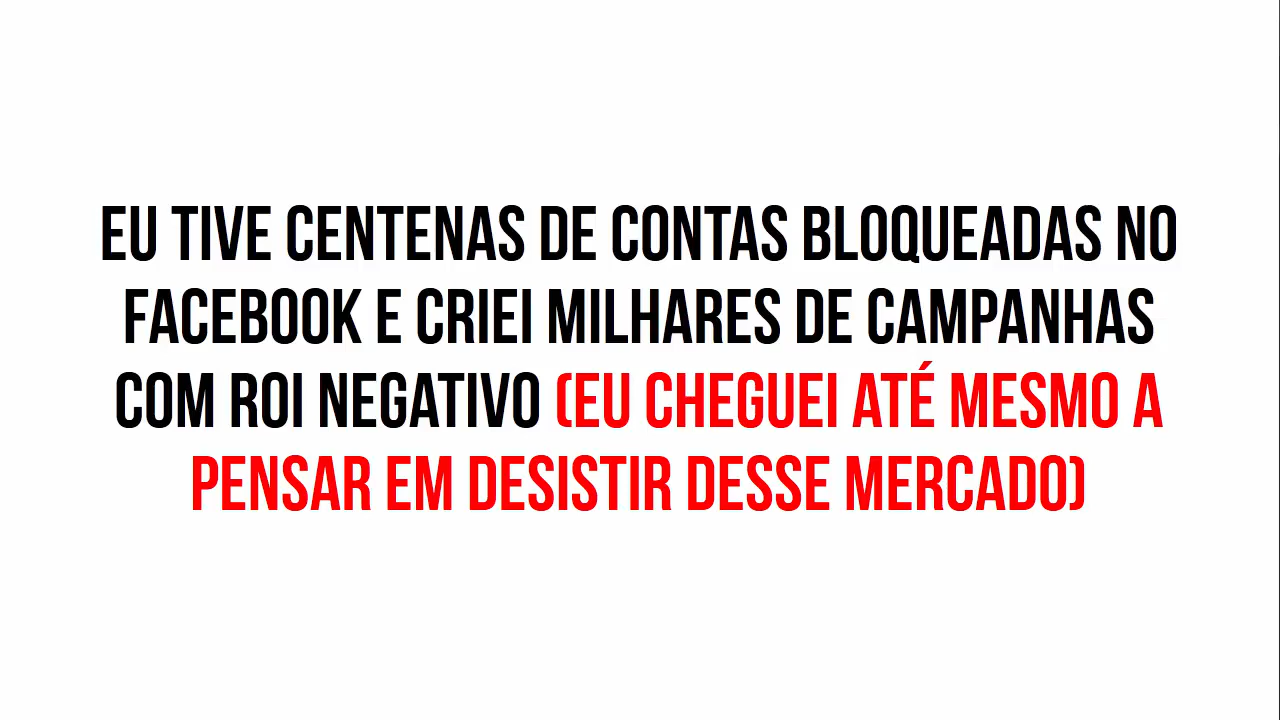 EU TIVE CENTENAS DE CONTAS BLOQUEADAS NO
FACEBOOK E CRIEI MILHARES DE CAMPANHAS
COM ROI NEGATIVO (EU CHEGUEI ATÉ MESMO A
PENSAR EM DESISTIR DESSE MERCADO)